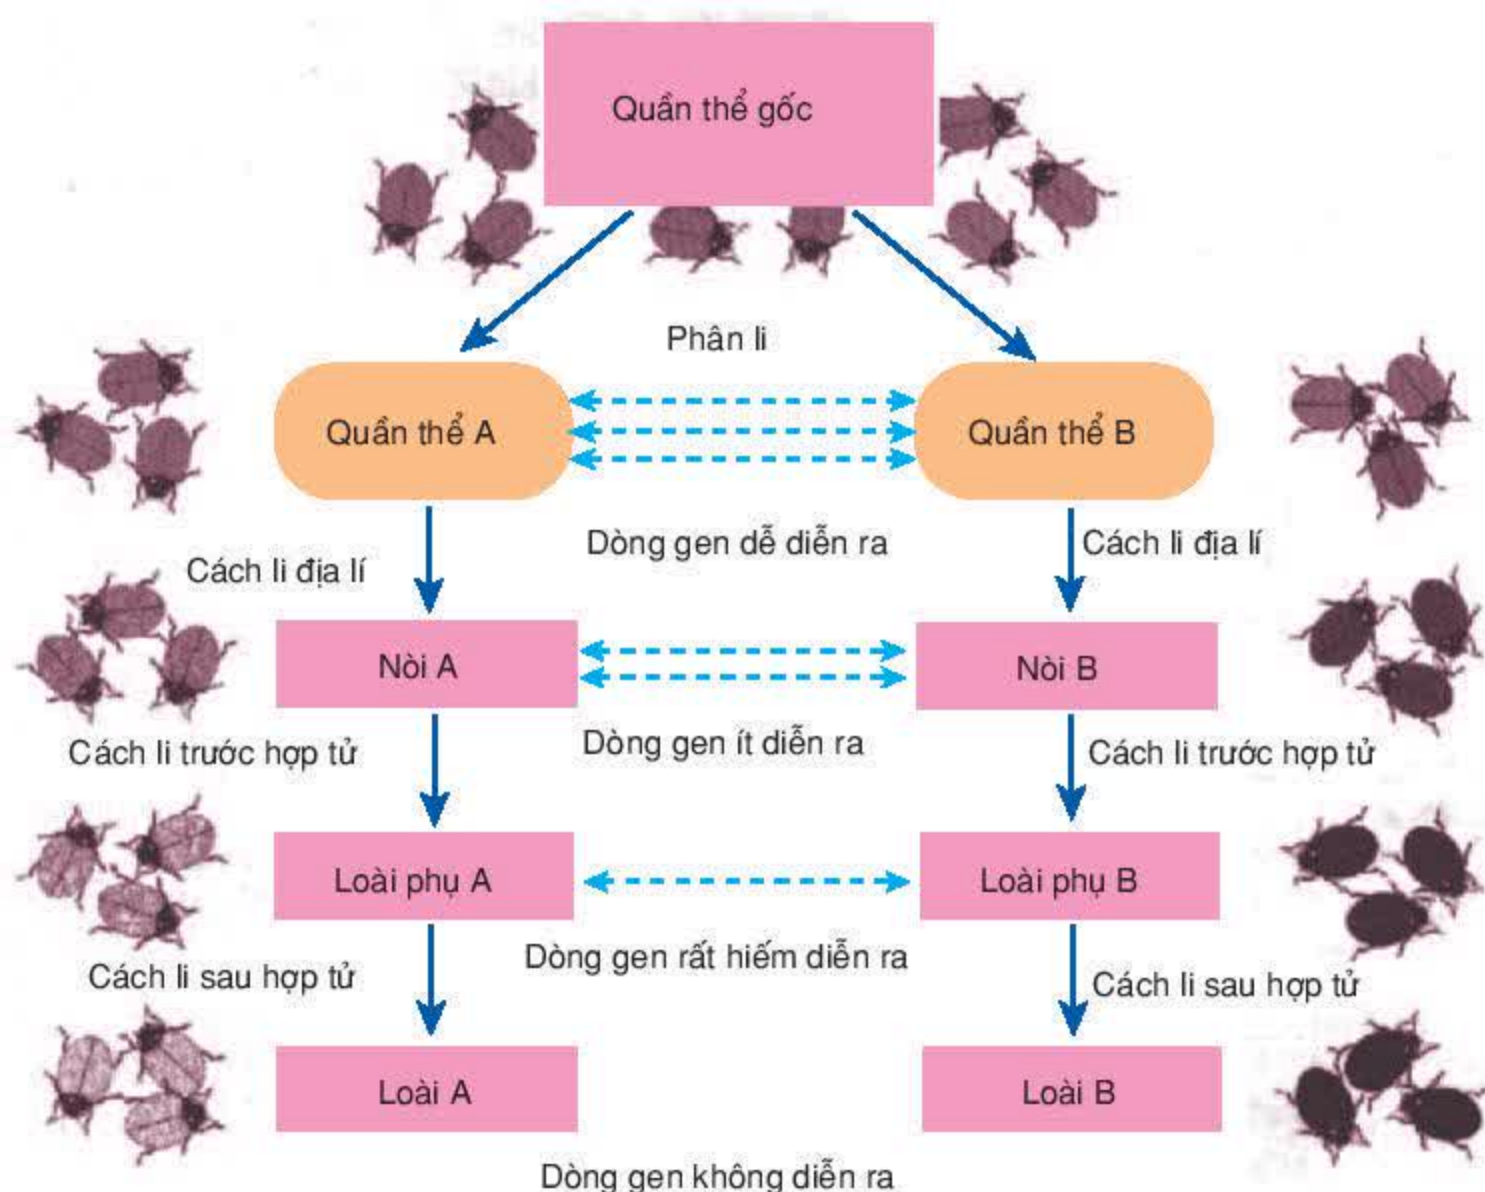 Quần thể gốc
Phân li
Quần thể A
Quần thể B
Dòng gen dễ diễn ra
Cách li địa lí
Cách li địa lí
Nòi A
Nòi B
Dòng gen ít diễn ra
Cách li trước hợp tử
Cách li trước hợp tử
Loài phụ A
Loài phụ B
Dòng gen rất hiếm diễn ra
Cách li sau hợp tử
Cách li sau hợp tử
Loài A
Loài B
Dòng gen không diễn ra